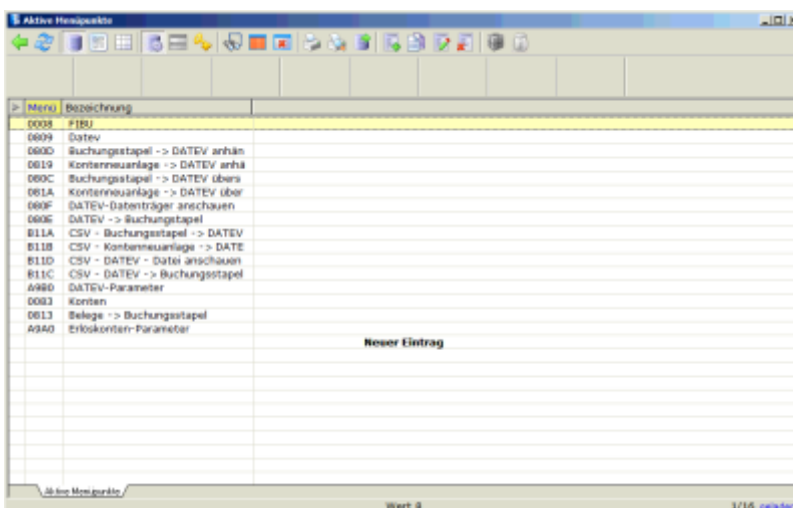 Aktive Menüpunkte
> Menü Bezeichnung
0008 FIBU
0809 Datev
080D Buchungsstapel -> DATEV anhän
0819 Kontenneuanlage -> DATEV anhä
080C Buchungsstapel -> DATEV übers
081A Kontenneuanlage -> DATEV über
080F DATEV-Datenträger anschauen
080E DATEV -> Buchungstapel
B11A CSV - Buchungsstapel -> DATEV
B11B CSV - Kontenneuanlage -> DATE
B11D CSV - DATEV - Datei anschauen
B11C CSV - DATEV -> Buchungsstapel
A9B0 DATEV-Parameter
0083 Konten
0813 Belege -> Buchungsstapel
A9A0 Erlöskonten-Parameter
Neuer Eintrag
Aktive Menüpunkte
Wert 8 1/16 geladen